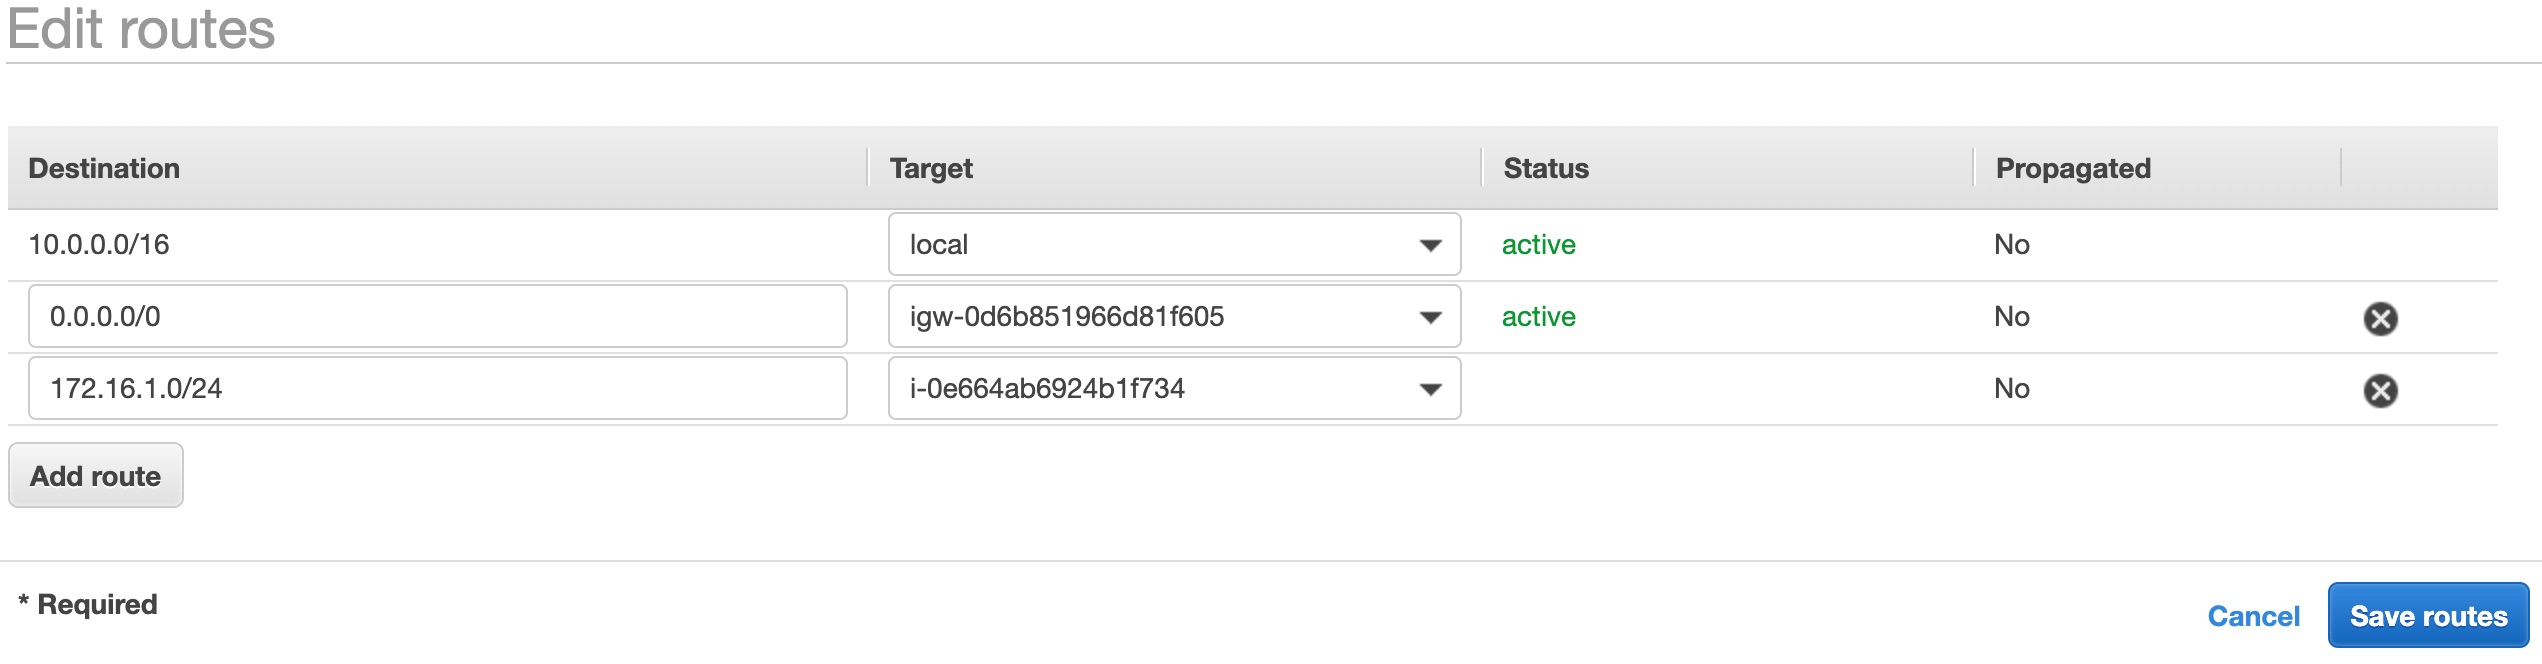 Edit routes
Destination Target Status Propagated
10.0.0.0/16 local active No
0.0.0.0/0 igw-0d6b851966d81f605 active No
172.16.1.0/24 i-0e664ab6924b1f734 No
Add route
* Required
Cancel Save routes